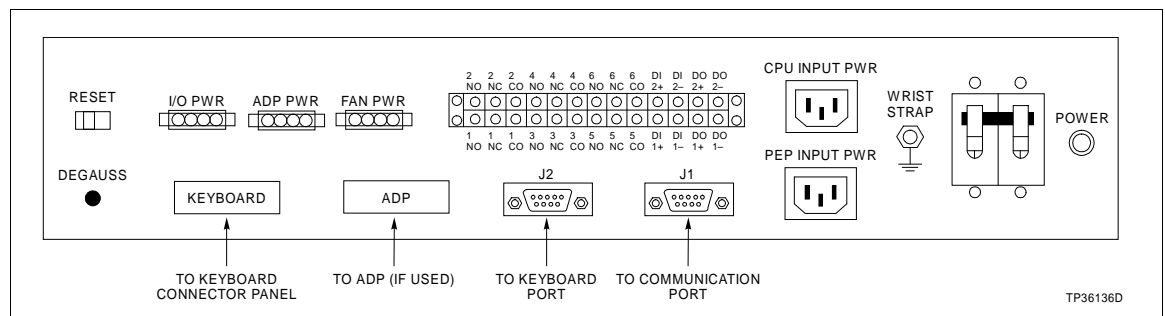 RESET
I/O PWR
ADP PWR
FAN PWR
2 2 2 4 4 4 6 6 6 DI DI DO DO
NO NC CO NO NC CO NO NC CO 2+ 2– 2+ 2–
1 1 1 3 3 3 5 5 5 DI DI DO DO
NO NC CO NO NC CO NO NC CO 1+ 1– 1+ 1–
CPU INPUT PWR
WRIST
STRAP
POWER
DEGAUSS
KEYBOARD
ADP
J2
J1
PEP INPUT PWR
TO KEYBOARD
CONNECTOR PANEL
TO ADP (IF USED)
TO KEYBOARD
PORT
TO COMMUNICATION
PORT
TP36136D